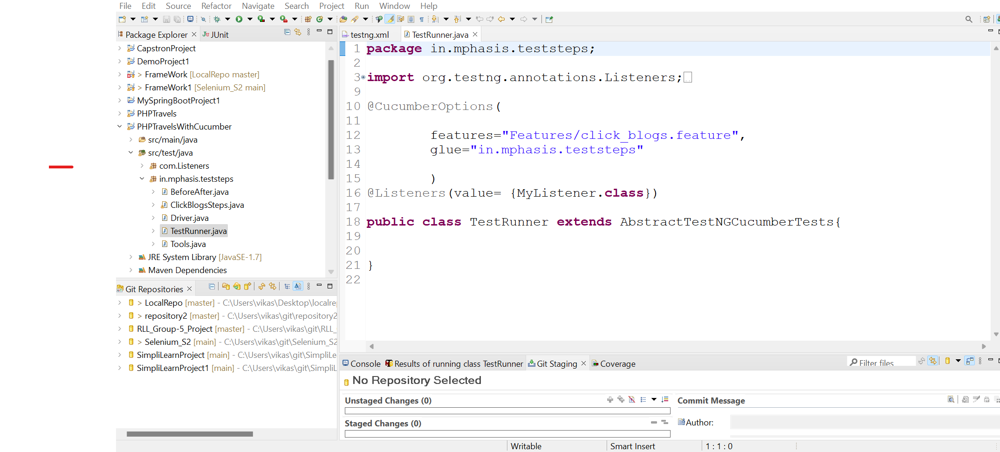 File Edit Source Refactor Navigate Search Project Run Window Help
Package Explorer
JUnit
CapstronProject
DemoProject1
> FrameWork [LocalRepo master]
> FrameWork1 [Selenium_S2 main]
MySpringBootProject1
PHPTravels
PHPTravelsWithCucumber
src/main/java
src/test/java
com.Listeners
in.mphasis.teststeps
BeforeAfter.java
ClickBlogsSteps.java
Driver.java
TestRunner.java
Tools.java
JRE System Library [JavaSE-1.7]
Maven Dependencies
testng.xml
TestRunner.java
1 package in.mphasis.teststeps;
2
3 import org.testng.annotations.Listeners;
9
10 @CucumberOptions(
11
12 features="Features/click_blogs.feature",
13 glue="in.mphasis.teststeps"
14
15 )
16 @Listeners(value= {MyListener.class})
17
18 public class TestRunner extends AbstractTestNGCucumberTests{
19
20
21 }
22
Git Repositories
> LocalRepo [master] - C:\Users\vikas\Desktop\localre
> repository2 [master] - C:\Users\vikas\git\repository2
RLL_Group-5_Project [master] - C:\Users\vikas\git\RLL_
> Selenium_S2 [main] - C:\Users\vikas\git\Selenium_S2
SimpliLearnProject [main] - C:\Users\vikas\git\SimpliLe
SimpliLearnProject1 [main] - C:\Users\vikas\git\SimpliL
Console
Results of running class TestRunner
Git Staging
Coverage
Filter files
No Repository Selected
Unstaged Changes (0)
Staged Changes (0)
Commit Message
Author:
Writable
Smart Insert
1 : 1 : 0